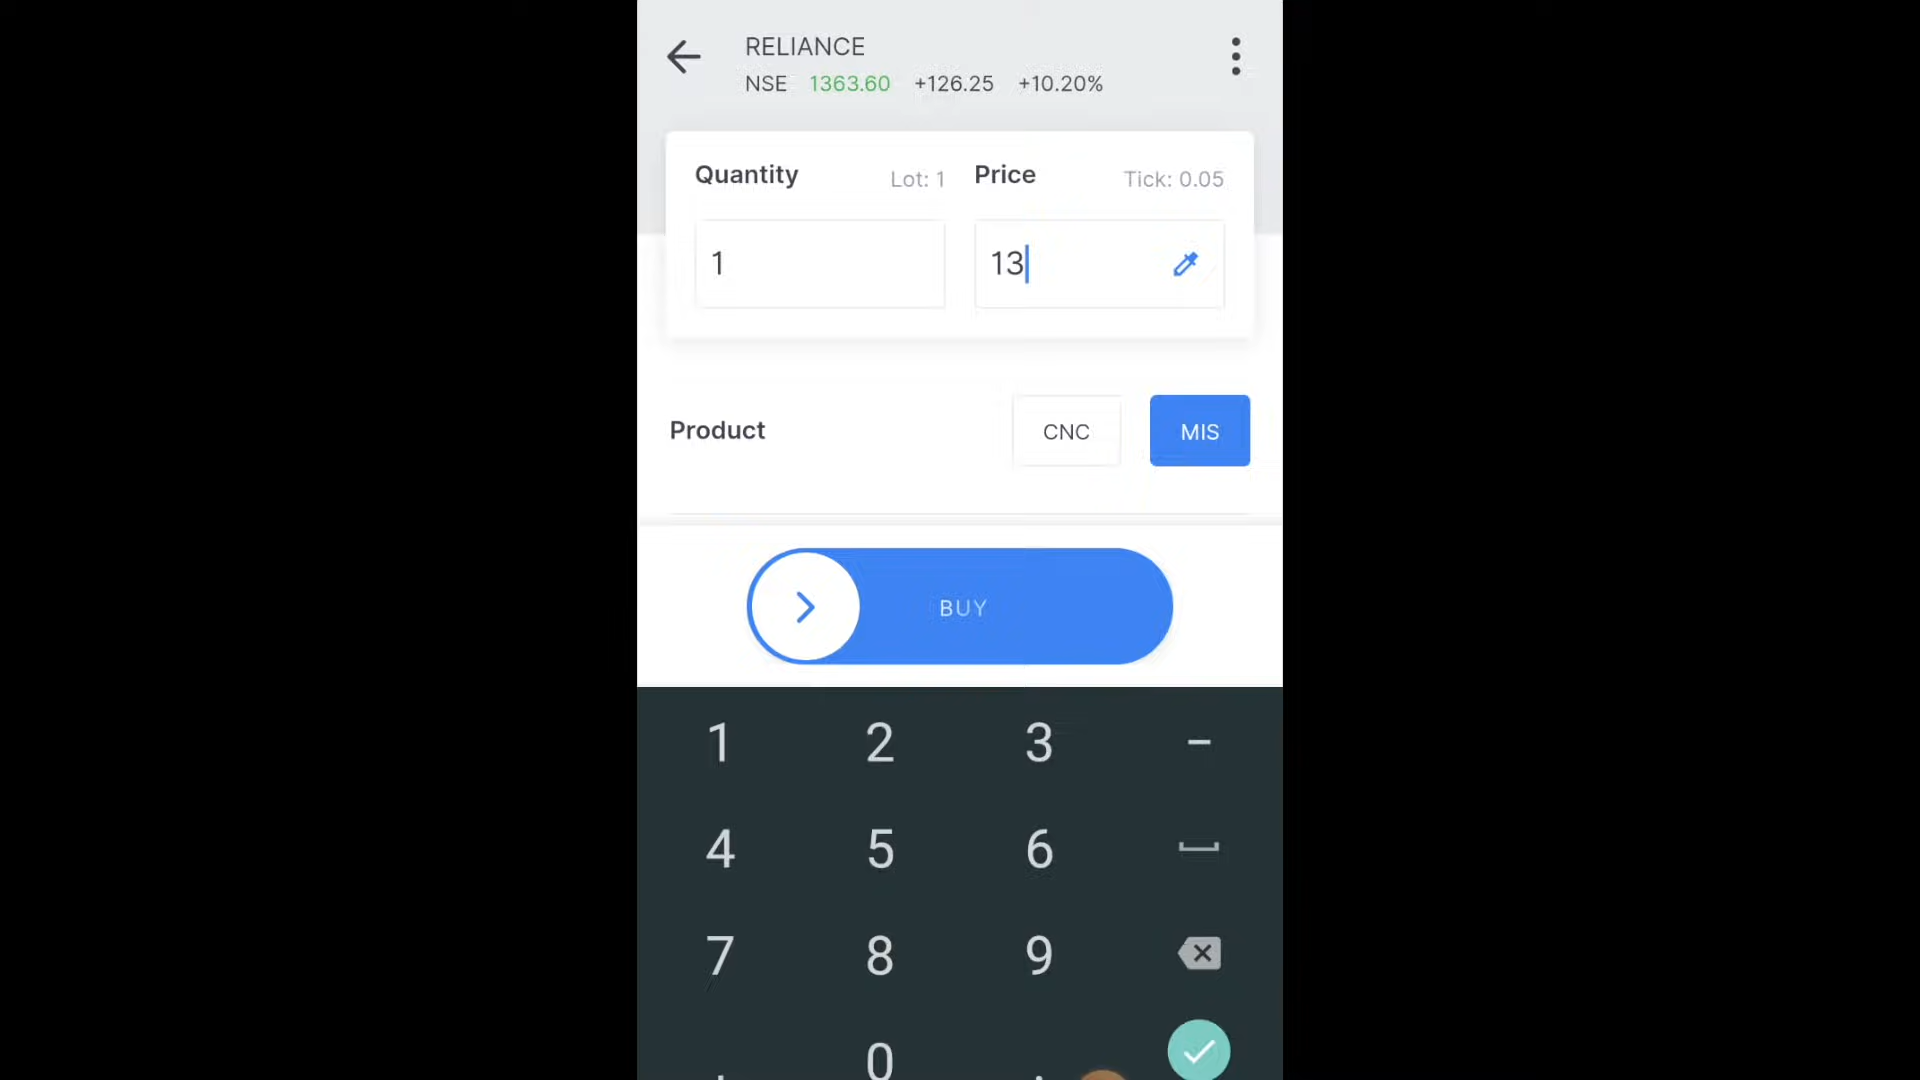 RELIANCE
NSE 1363.60 +126.25 +10.20%
Quantity Lot: 1 Price Tick: 0.05
1 13
Product CNC MIS
BUY
1 2 3 -
4 5 6
7 8 9
0